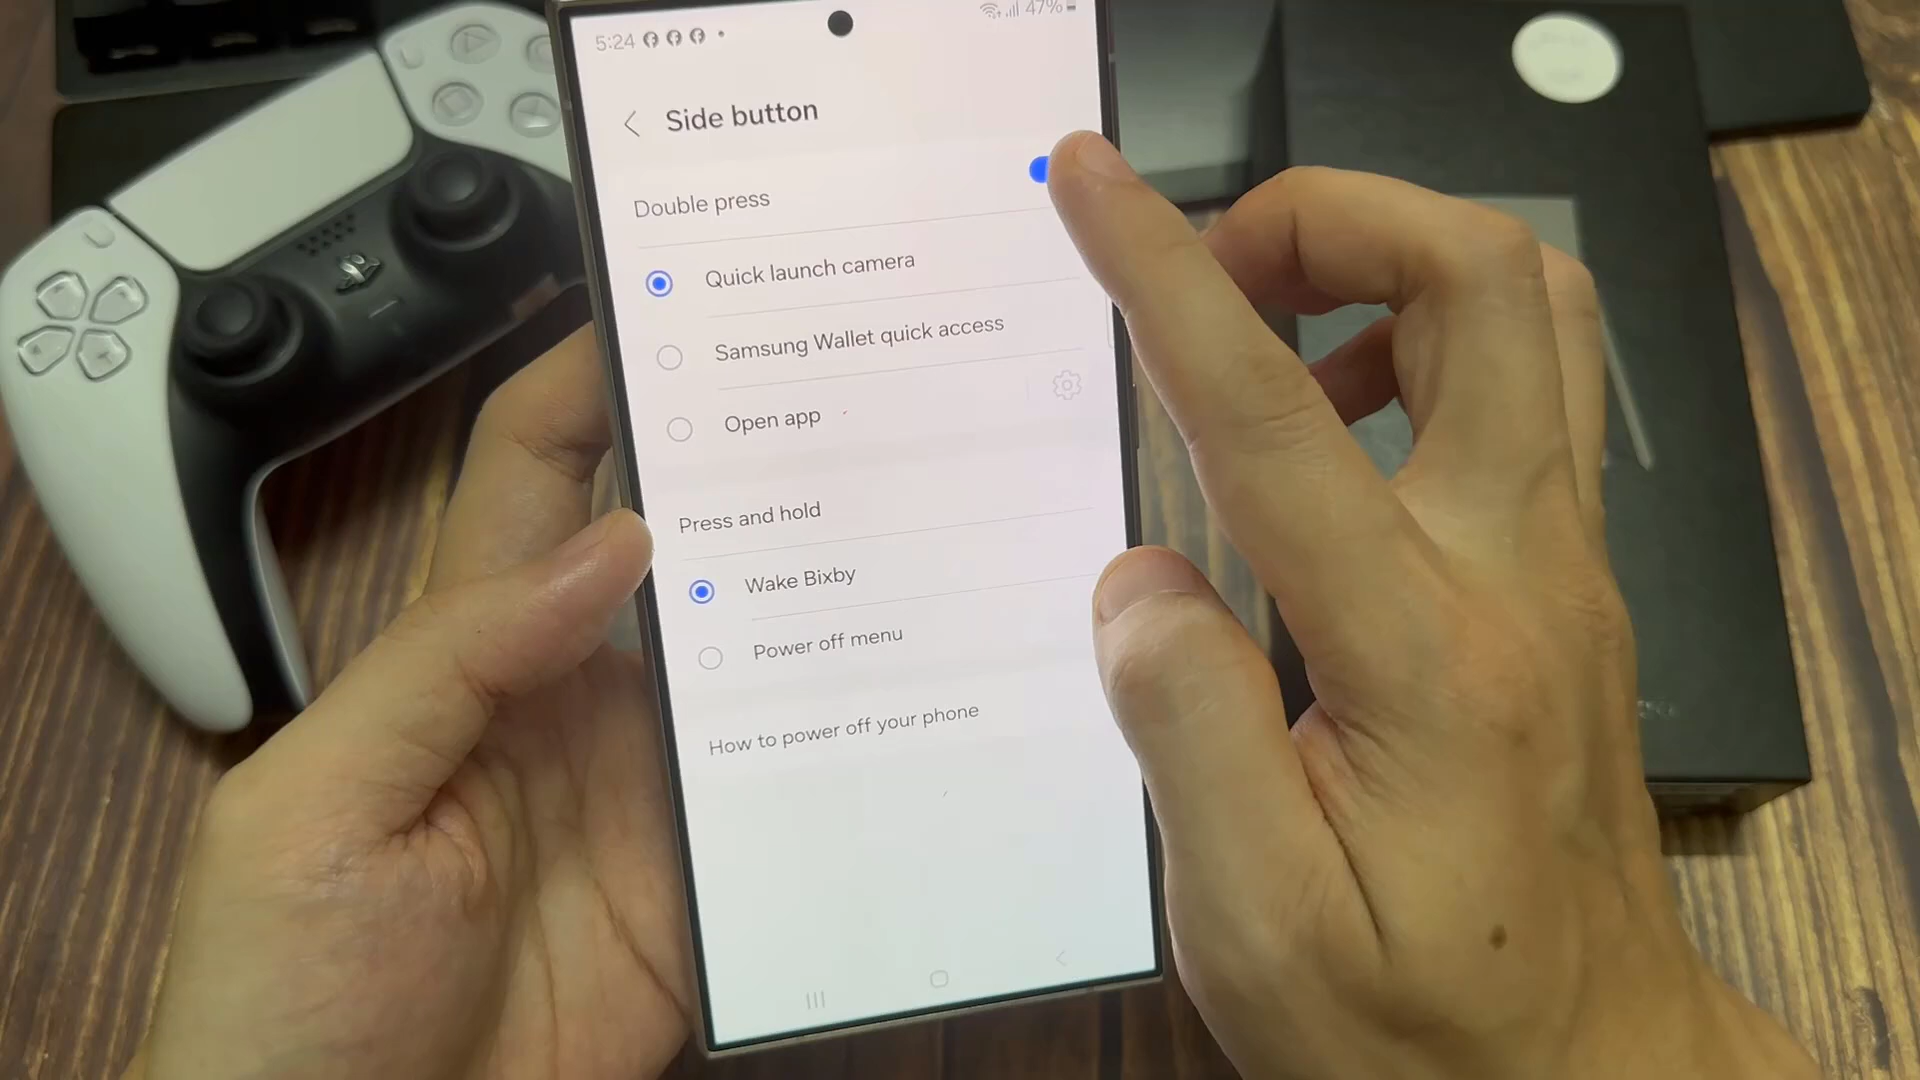 5:24
47%
Side button
Double press
Quick launch camera
Samsung Wallet quick access
Open app
Press and hold
Wake Bixby
Power off menu
How to power off your phone